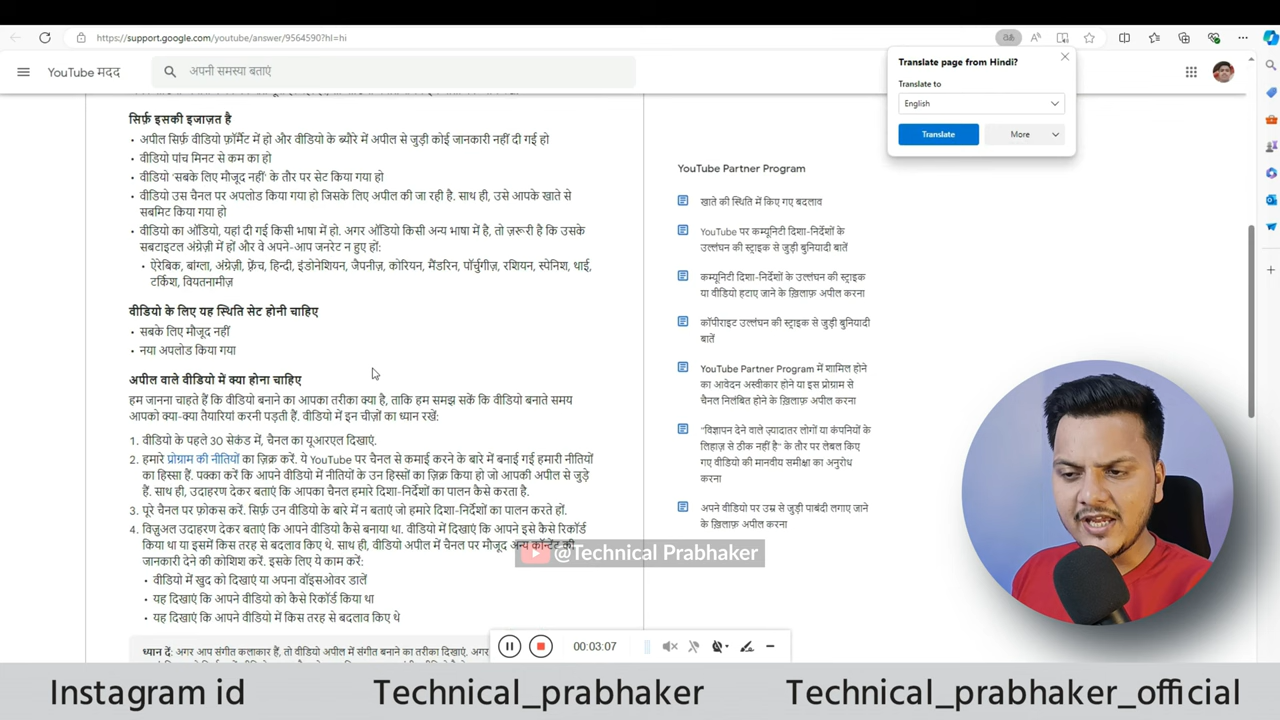 https://support.google.com/youtube/answer/9564590?hl=hi
YouTube मदद
अपनी समस्या बताएं
Translate page from Hindi?
Translate to
English
Translate
More
सिर्फ़ इसकी इजाज़त है
• अपील सिर्फ़ वीडियो फ़ॉर्मैट में हो और वीडियो के ब्यौरे में अपील से जुड़ी कोई जानकारी नहीं दी गई हो
• वीडियो पांच मिनट से कम का हो
• वीडियो ‘सबके लिए मौजूद नहीं’ के तौर पर सेट किया गया हो
• वीडियो उस चैनल पर अपलोड किया गया हो जिसके लिए अपील की जा रही है. साथ ही, उसे आपके खाते से
सबमिट किया गया हो
• वीडियो का ऑडियो, यहां दी गई किसी भाषा में हो. अगर ऑडियो किसी अन्य भाषा में है, तो ज़रूरी है कि उसके
सबटाइटल अंग्रेज़ी में हों और वे अपने-आप जनरेट न हुए हों:
• ऐरेबिक, बांग्ला, अंग्रेज़ी, फ़्रेंच, हिन्दी, इंडोनेशियन, जैपनीज़, कोरियन, मैंडरिन, पॉर्चुगीज़, रशियन, स्पेनिश, थाई,
टर्किश, वियतनामीज़
वीडियो के लिए यह स्थिति सेट होनी चाहिए
• सबके लिए मौजूद नहीं
• नया अपलोड किया गया
अपील वाले वीडियो में क्या होना चाहिए
हम जानना चाहते हैं कि वीडियो बनाने का आपका तरीका क्या है, ताकि हम समझ सकें कि वीडियो बनाते समय
आपको क्या-क्या तैयारियां करनी पड़ती हैं. वीडियो में इन चीज़ों का ध्यान रखें:
1. वीडियो के पहले 30 सेकंड में, चैनल का यूआरएल दिखाएं.
2. हमारे प्रोग्राम की नीतियों का ज़िक्र करें. ये YouTube पर चैनल से कमाई करने के बारे में बनाई गई हमारी नीतियों
का हिस्सा हैं. पक्का करें कि आपने वीडियो में नीतियों के उन हिस्सों का ज़िक्र किया हो जो आपकी अपील से जुड़े
हैं. साथ ही, उदाहरण देकर बताएं कि आपका चैनल हमारे दिशा-निर्देशों का पालन कैसे करता है.
3. पूरे चैनल पर फ़ोकस करें. सिर्फ़ उन वीडियो के बारे में न बताएं जो हमारे दिशा-निर्देशों का पालन करते हों.
4. विज़ुअल उदाहरण देकर बताएं कि आपने वीडियो कैसे बनाया था. वीडियो में दिखाएं कि आपने इसे कैसे रिकॉर्ड
किया था या इसमें किस तरह से बदलाव किए थे. साथ ही, वीडियो अपील में चैनल पर मौजूद अन्य कॉन्टेंट की
जानकारी देने की कोशिश करें. इसके लिए ये काम करें:
• वीडियो में खुद को दिखाएं या अपना वॉइसओवर डालें
• यह दिखाएं कि आपने वीडियो को कैसे रिकॉर्ड किया था
• यह दिखाएं कि आपने वीडियो में किस तरह से बदलाव किए थे
ध्यान दें: अगर आप संगीत कलाकार हैं, तो वीडियो अपील में संगीत बनाने का तरीका दिखाएं. अगर
YouTube Partner Program
खाते की स्थिति में किए गए बदलाव
YouTube पर कम्यूनिटी दिशा-निर्देशों के
उल्लंघन की स्ट्राइक से जुड़ी बुनियादी बातें
कम्यूनिटी दिशा-निर्देशों के उल्लंघन की स्ट्राइक
या वीडियो हटाए जाने के ख़िलाफ़ अपील करना
कॉपीराइट उल्लंघन की स्ट्राइक से जुड़ी बुनियादी
बातें
YouTube Partner Program में शामिल होने
का आवेदन अस्वीकार होने या इस प्रोग्राम से
चैनल निलंबित होने के ख़िलाफ़ अपील करना
"विज्ञापन देने वाले ज़्यादातर लोगों या कंपनियों के
लिहाज़ से ठीक नहीं है" के तौर पर लेबल किए
गए वीडियो की मानवीय समीक्षा का अनुरोध
करना
अपने वीडियो पर उम्र से जुड़ी पाबंदी लगाए जाने
के ख़िलाफ़ अपील करना
@Technical Prabhaker
00:03:07
Instagram id Technical_prabhaker Technical_prabhaker_official